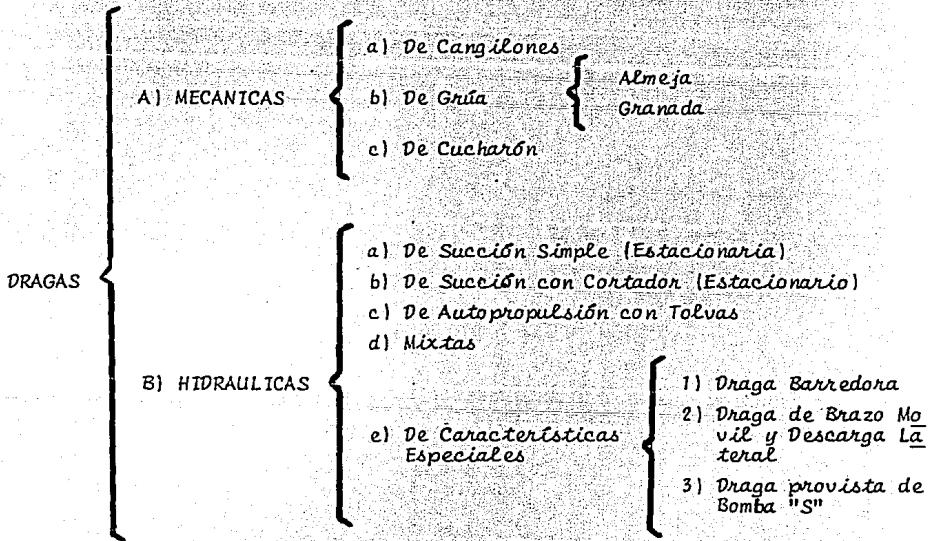 DRAGAS
A) MECANICAS
a) De Cangilones
b) De Grúa
Almeja
Granada
c) De Cucharón
B) HIDRAULICAS
a) De Succión Simple (Estacionaria)
b) De Succión con Cortador (Estacionario)
c) De Autopropulsión con Tolvas
d) Mixtas
e) De Características
Especiales
1) Draga Barredora
2) Draga de Brazo Mo
vil y Descarga La
teral
3) Draga provista de
Bomba "S"